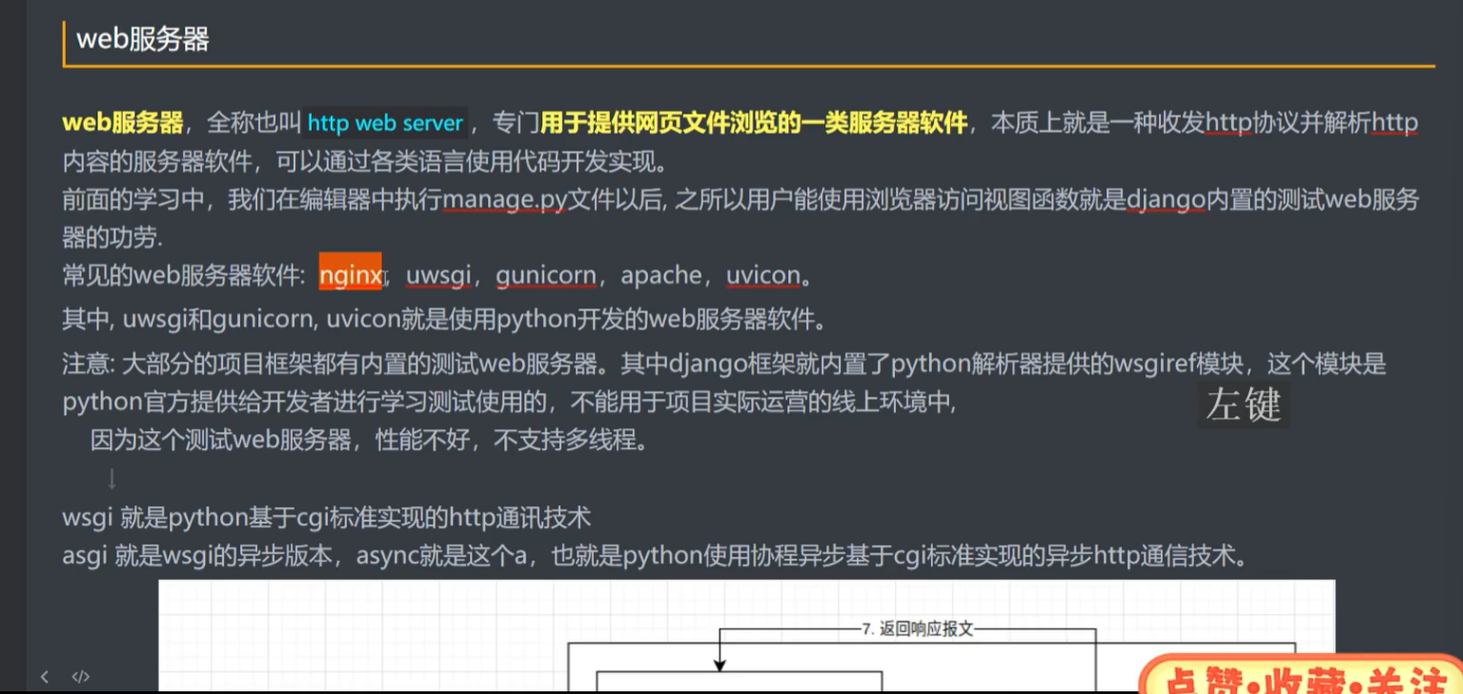 web服务器
web服务器，全称也叫 http web server ，专门用于提供网页文件浏览的一类服务器软件，本质上就是一种收发http协议并解析http
内容的服务器软件，可以通过各类语言使用代码开发实现。
前面的学习中，我们在编辑器中执行manage.py文件以后, 之所以用户能使用浏览器访问视图函数就是django内置的测试web服务
器的功劳.
常见的web服务器软件: nginx，uwsgi，gunicorn，apache，uvicon。
其中, uwsgi和gunicorn, uvicon就是使用python开发的web服务器软件。
注意: 大部分的项目框架都有内置的测试web服务器。其中django框架就内置了python解析器提供的wsgiref模块，这个模块是
python官方提供给开发者进行学习测试使用的，不能用于项目实际运营的线上环境中,
左键
因为这个测试web服务器，性能不好，不支持多线程。
↓
wsgi 就是python基于cgi标准实现的http通讯技术
asgi 就是wsgi的异步版本，async就是这个a，也就是python使用协程异步基于cgi标准实现的异步http通信技术。
7. 返回响应报文
点赞•收藏•关注